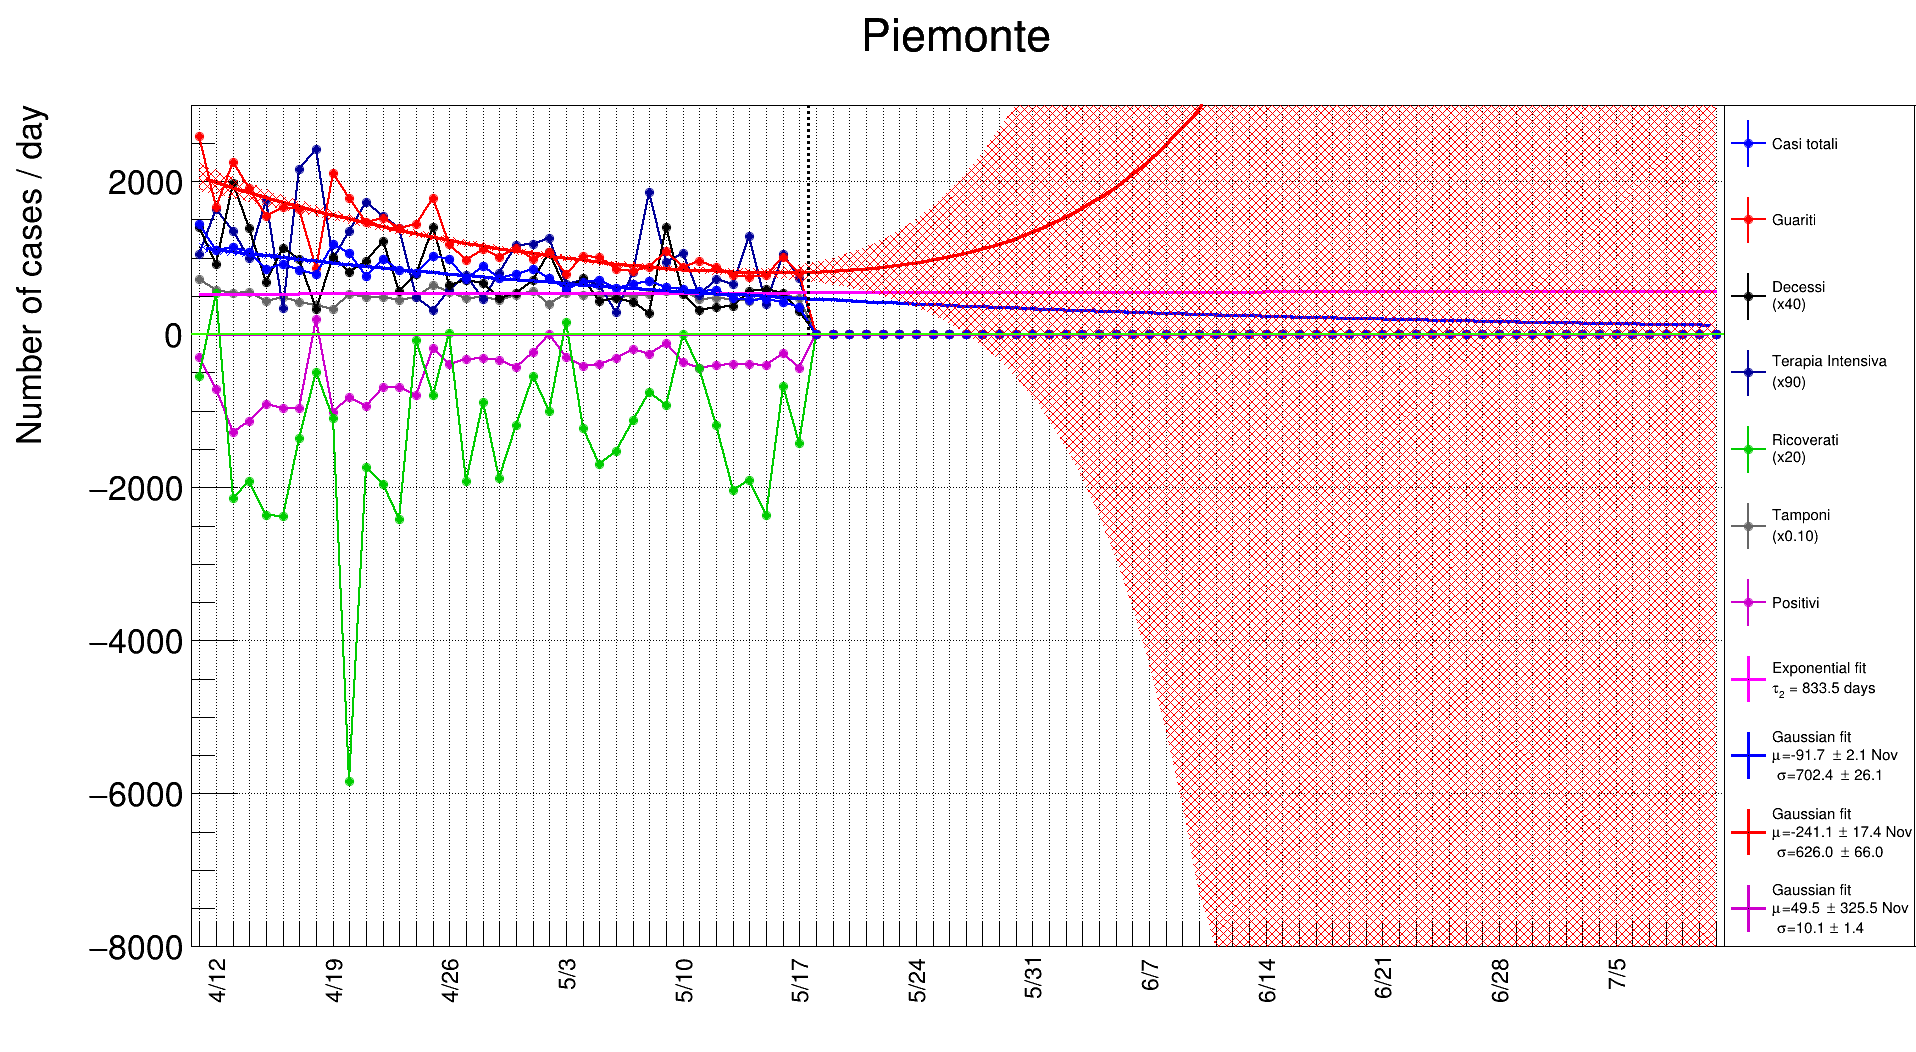 Piemonte
Number of cases / day
2000
0
−2000
−4000
−6000
−8000
4/12
4/19
4/26
5/3
5/10
5/17
5/24
5/31
6/7
6/14
6/21
6/28
7/5
Casi totali
Guariti
Decessi
(x40)
Terapia Intensiva
(x90)
Ricoverati
(x20)
Tamponi
(x0.10)
Positivi
Exponential fit
τ2 = 833.5 days
Gaussian fit
μ=-91.7 ± 2.1 Nov
σ=702.4 ± 26.1
Gaussian fit
μ=-241.1 ± 17.4 Nov
σ=626.0 ± 66.0
Gaussian fit
μ=49.5 ± 325.5 Nov
σ=10.1 ± 1.4